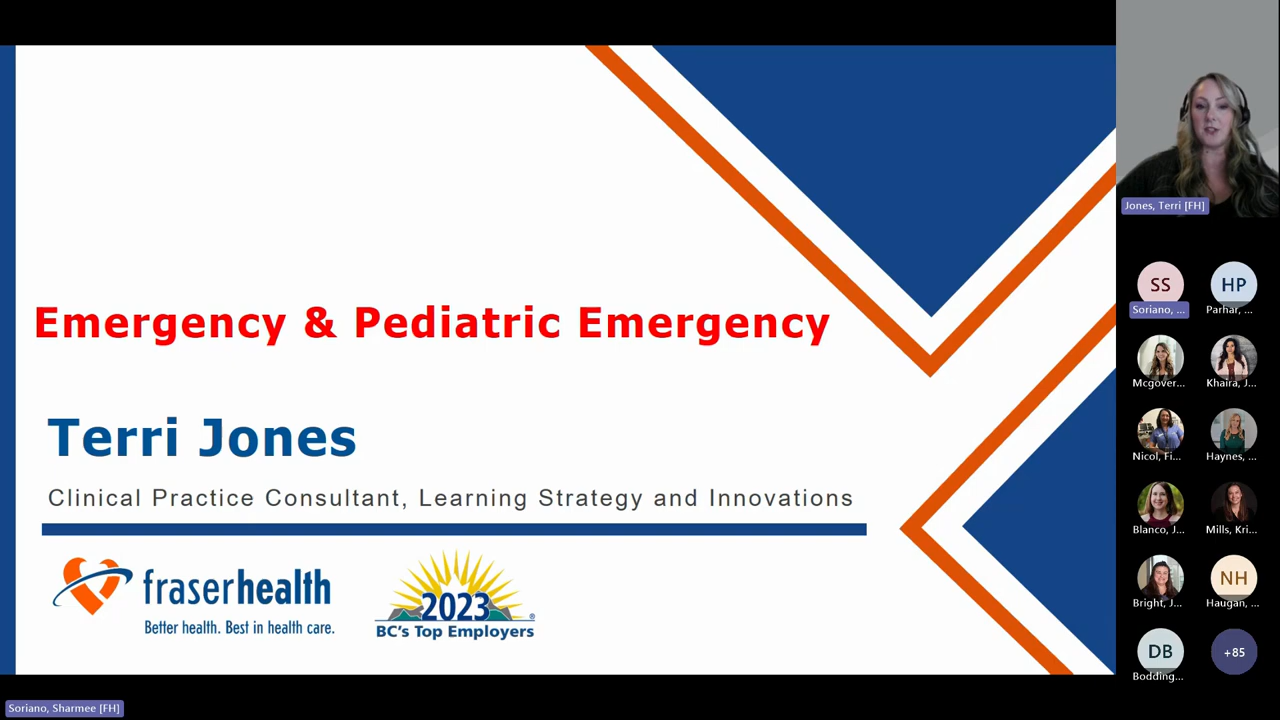 Emergency & Pediatric Emergency
Terri Jones
Clinical Practice Consultant, Learning Strategy and Innovations
fraserhealth
Better health. Best in health care.
2023
®
BC's Top Employers
Jones, Terri [FH]
SS
HP
Soriano, ...
Parhar, ...
Mcgover...
Khaira, J...
Nicol, Fi...
Haynes, ...
Blanco, J...
Mills, Kri...
NH
Bright, J...
Haugan, ...
DB
+85
Bodding...
Soriano, Sharmee [FH]